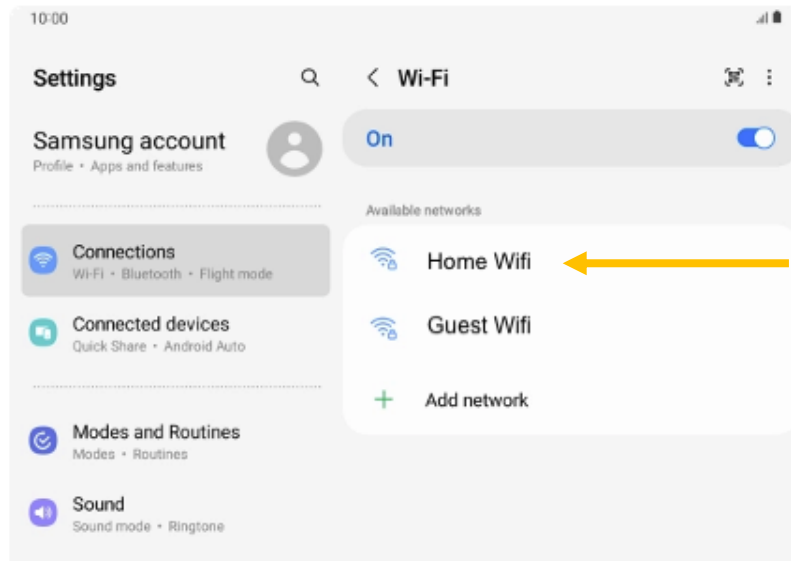 10:00
Settings
Samsung account
Profile • Apps and features
Connections
Wi-Fi • Bluetooth • Flight mode
Connected devices
Quick Share • Android Auto
Modes and Routines
Modes • Routines
Sound
Sound mode • Ringtone
Wi-Fi
On
Available networks
Home Wifi
Guest Wifi
Add network